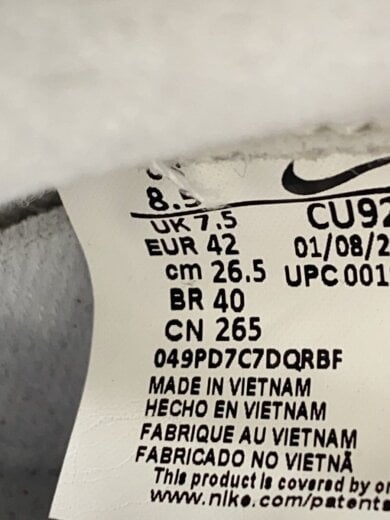 8.5
UK 7.5
EUR 42
cm 26.5
BR 40
CN 265
CU92
01/08/2
UPC 001
049PD7C7DQRBF
MADE IN VIETNAM
HECHO EN VIETNAM
FABRIQUE AU VIETNAM
FABRICADO NO VIETNÃ
This product is covered by
www.nike.com/patents